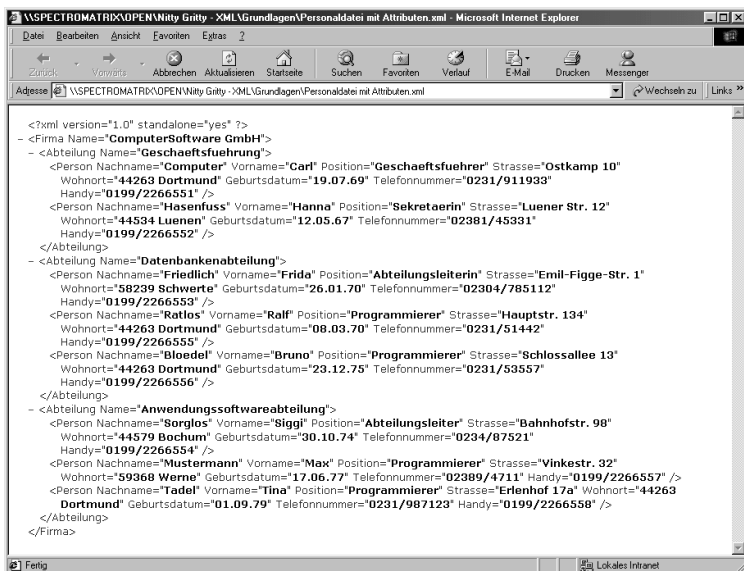 \\SPECTROMATRIX\OPEN\Nitty Gritty - XML\Grundlagen\Personaldatei mit Attributen.xml - Microsoft Internet Explorer
Datei Bearbeiten Ansicht Favoriten Extras ?
Zurück Vorwärts Abbrechen Aktualisieren Startseite Suchen Favoriten Verlauf E-Mail Drucken Messenger
Adresse \\SPECTROMATRIX\OPEN\Nitty Gritty - XML\Grundlagen\Personaldatei mit Attributen.xml Wechseln zu Links »
<?xml version="1.0" standalone="yes" ?>
- <Firma Name="ComputerSoftware GmbH">
- <Abteilung Name="Geschaeftsfuehrung">
<Person Nachname="Computer" Vorname="Carl" Position="Geschaeftsfuehrer" Strasse="Ostkamp 10"
Wohnort="44263 Dortmund" Geburtsdatum="19.07.69" Telefonnummer="0231/911933"
Handy="0199/2266551" />
<Person Nachname="Hasenfuss" Vorname="Hanna" Position="Sekretaerin" Strasse="Luener Str. 12"
Wohnort="44534 Luenen" Geburtsdatum="12.05.67" Telefonnummer="02381/45331"
Handy="0199/2266552" />
</Abteilung>
- <Abteilung Name="Datenbankenabteilung">
<Person Nachname="Friedlich" Vorname="Frida" Position="Abteilungsleiterin" Strasse="Emil-Figge-Str. 1"
Wohnort="58239 Schwerte" Geburtsdatum="26.01.70" Telefonnummer="02304/785112"
Handy="0199/2266553" />
<Person Nachname="Ratlos" Vorname="Ralf" Position="Programmierer" Strasse="Hauptstr. 134"
Wohnort="44263 Dortmund" Geburtsdatum="08.03.70" Telefonnummer="0231/51442"
Handy="0199/2266555" />
<Person Nachname="Bloedel" Vorname="Bruno" Position="Programmierer" Strasse="Schlossallee 13"
Wohnort="44263 Dortmund" Geburtsdatum="23.12.75" Telefonnummer="0231/53557"
Handy="0199/2266556" />
</Abteilung>
- <Abteilung Name="Anwendungssoftwareabteilung">
<Person Nachname="Sorglos" Vorname="Siggi" Position="Abteilungsleiter" Strasse="Bahnhofstr. 98"
Wohnort="44579 Bochum" Geburtsdatum="30.10.74" Telefonnummer="0234/87521"
Handy="0199/2266554" />
<Person Nachname="Mustermann" Vorname="Max" Position="Programmierer" Strasse="Vinkestr. 32"
Wohnort="59368 Werne" Geburtsdatum="17.06.77" Telefonnummer="02389/4711" Handy="0199/2266557" />
<Person Nachname="Tadel" Vorname="Tina" Position="Programmierer" Strasse="Erlenhof 17a" Wohnort="44263
Dortmund" Geburtsdatum="01.09.79" Telefonnummer="0231/987123" Handy="0199/2266558" />
</Abteilung>
</Firma>
Fertig Lokales Intranet